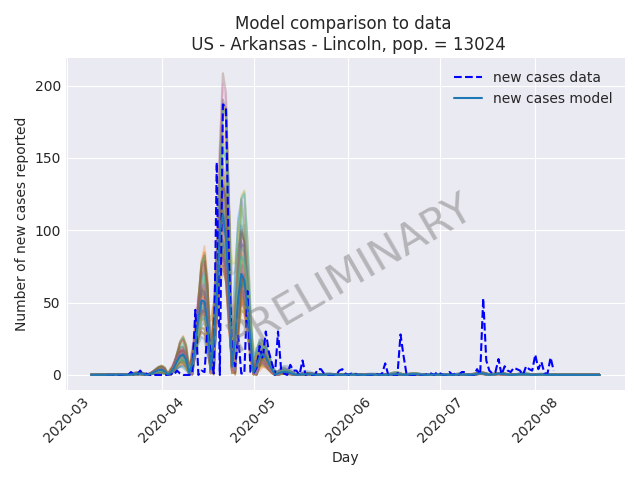 Model comparison to data
US - Arkansas - Lincoln, pop. = 13024
new cases data
new cases model
PRELIMINARY
Number of new cases reported
200
150
100
50
0
2020-03
2020-04
2020-05
2020-06
2020-07
2020-08
Day